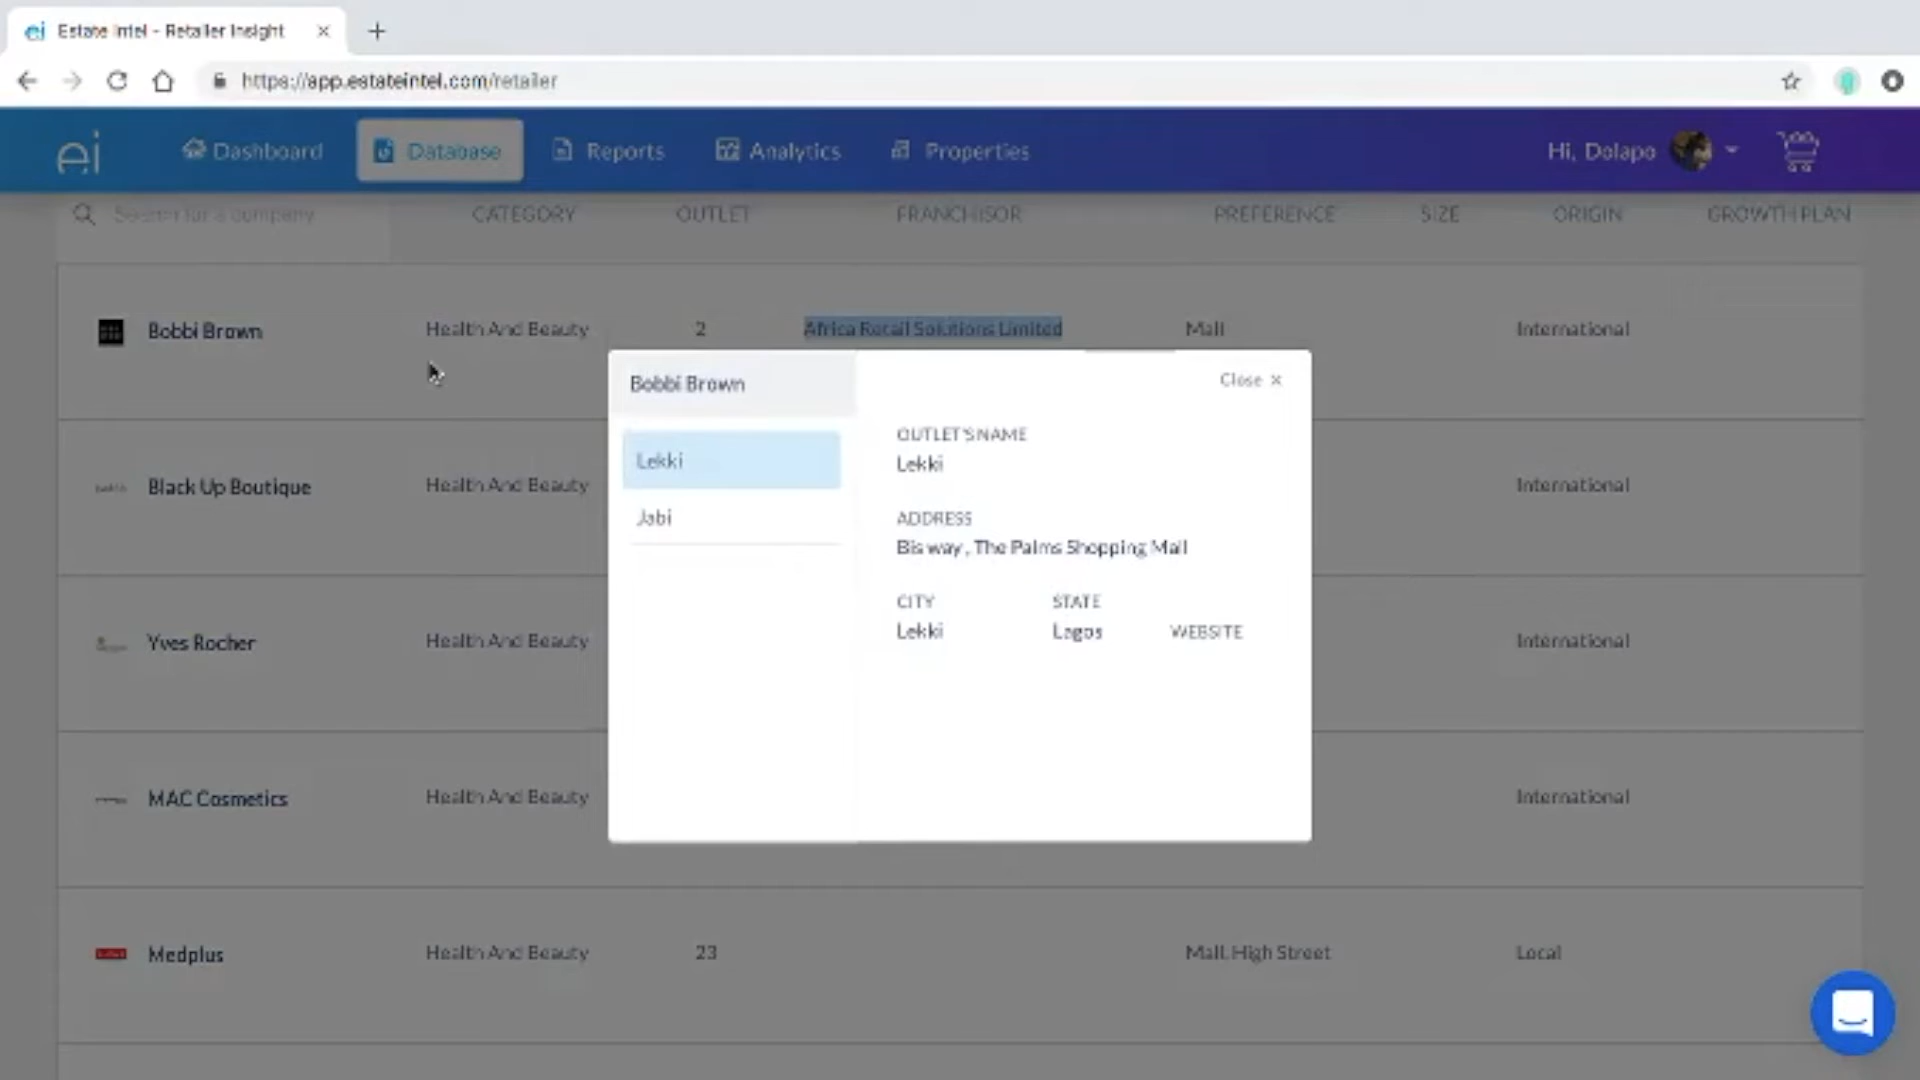 Estate Intel - Retailer Insight
https://app.estateintel.com/retailer
ei Dashboard Database Reports Analytics Properties Hi, Dolapo
Search for a company CATEGORY OUTLET FRANCHISOR PREFERENCE SIZE ORIGIN GROWTH PLAN
Bobbi Brown Health And Beauty 2 Africa Retail Solutions Limited Mall International
Bobbi Brown Close ×
OUTLET'S NAME
Lekki Lekki
Black Up Boutique Health And Beauty International
Jabi ADDRESS
Bis way , The Palms Shopping Mall
CITY STATE
Lekki Lagos WEBSITE
Yves Rocher Health And Beauty International
MAC Cosmetics Health And Beauty International
Medplus Health And Beauty 23 Mall, High Street Local